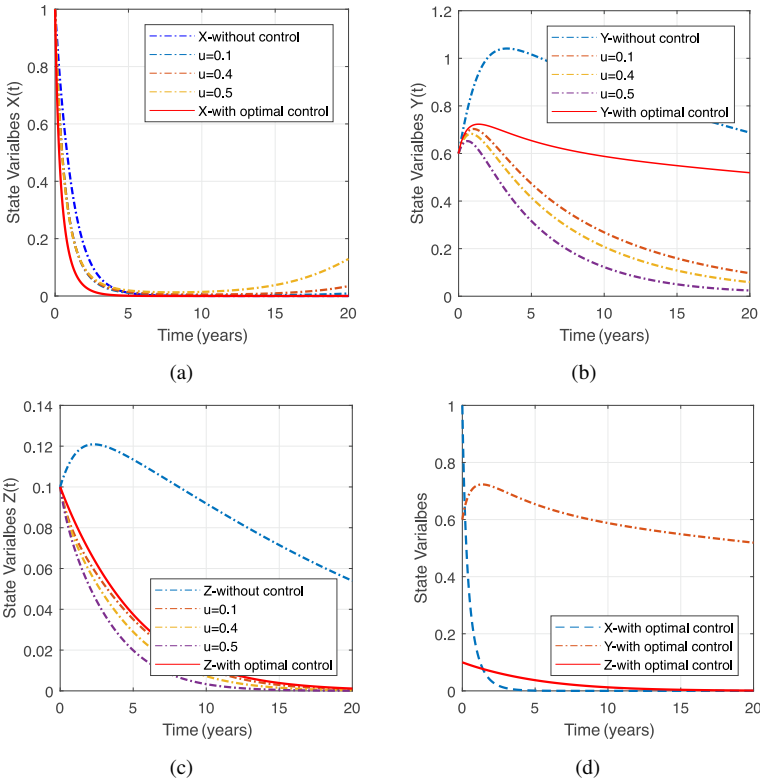 1
0.8
0.6
0.4
0.2
0
State Varialbes X(t)
X-without control
u=0.1
u=0.4
u=0.5
X-with optimal control
0 5 10 15 20
Time (years)
(a)
1.2
1
0.8
0.6
0.4
0.2
0
State Varialbes Y(t)
Y-without control
u=0.1
u=0.4
u=0.5
Y-with optimal control
0 5 10 15 20
Time (years)
(b)
0.14
0.12
0.1
0.08
0.06
0.04
0.02
0
State Varialbes Z(t)
Z-without control
u=0.1
u=0.4
u=0.5
Z-with optimal control
0 5 10 15 20
Time (years)
(c)
1
0.8
0.6
0.4
0.2
0
State Varialbes
X-with optimal control
Y-with optimal control
Z-with optimal control
0 5 10 15 20
Time (years)
(d)